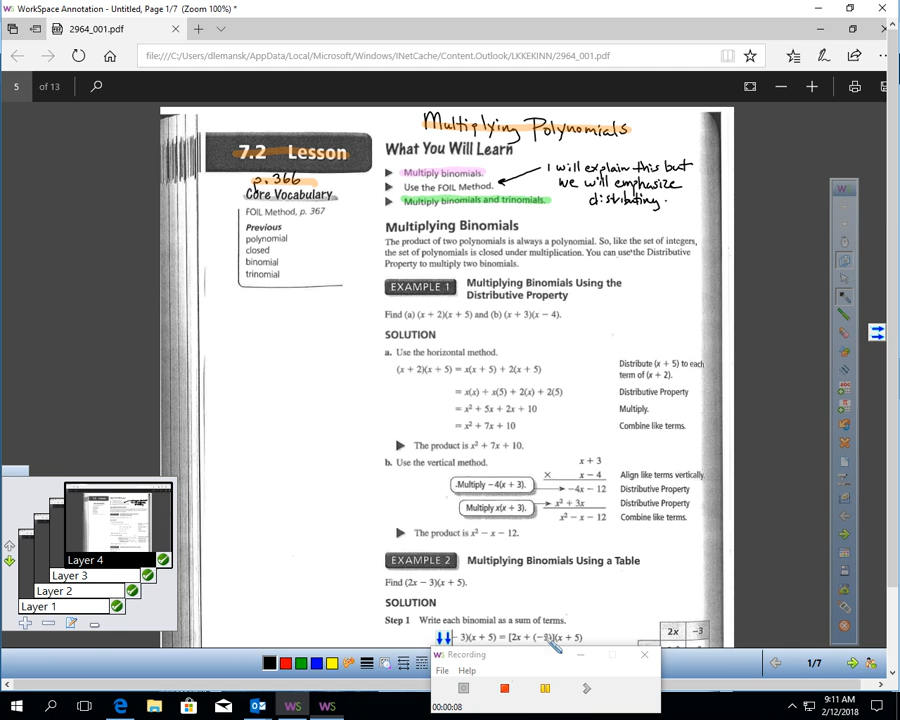 WS WorkSpace Annotation - Untitled, Page 1/7 (Zoom 100%) *
2964_001.pdf
file:///C:/Users/dlemansk/AppData/Local/Microsoft/Windows/INetCache/Content.Outlook/LKKEKINN/2964_001.pdf
5 of 13
Multiplying Polynomials
7.2 Lesson
p. 366
Core Vocabulary
FOIL Method, p. 367
Previous
polynomial
closed
binomial
trinomial
What You Will Learn
Multiply binomials.
Use the FOIL Method.
Multiply binomials and trinomials.
I will explain this but
we will emphasize
distributing.
Multiplying Binomials
The product of two polynomials is always a polynomial. So, like the set of integers,
the set of polynomials is closed under multiplication. You can use the Distributive
Property to multiply two binomials.
EXAMPLE 1 Multiplying Binomials Using the
Distributive Property
Find (a) (x + 2)(x + 5) and (b) (x + 3)(x − 4).
SOLUTION
a. Use the horizontal method.
(x + 2)(x + 5) = x(x + 5) + 2(x + 5) Distribute (x + 5) to each
term of (x + 2).
= x(x) + x(5) + 2(x) + 2(5) Distributive Property
= x² + 5x + 2x + 10 Multiply.
= x² + 7x + 10 Combine like terms.
The product is x² + 7x + 10.
b. Use the vertical method. x + 3
× x − 4 Align like terms vertically
Multiply −4(x + 3). −4x − 12 Distributive Property
Multiply x(x + 3). x² + 3x Distributive Property
x² − x − 12 Combine like terms.
The product is x² − x − 12.
EXAMPLE 2 Multiplying Binomials Using a Table
Find (2x − 3)(x + 5).
SOLUTION
Step 1 Write each binomial as a sum of terms.
− 3)(x + 5) = [2x + (−3)](x + 5)
2x −3
Layer 4
Layer 3
Layer 2
Layer 1
WS Recording
File Help
00:00:08
1/7
9:11 AM
2/12/2018